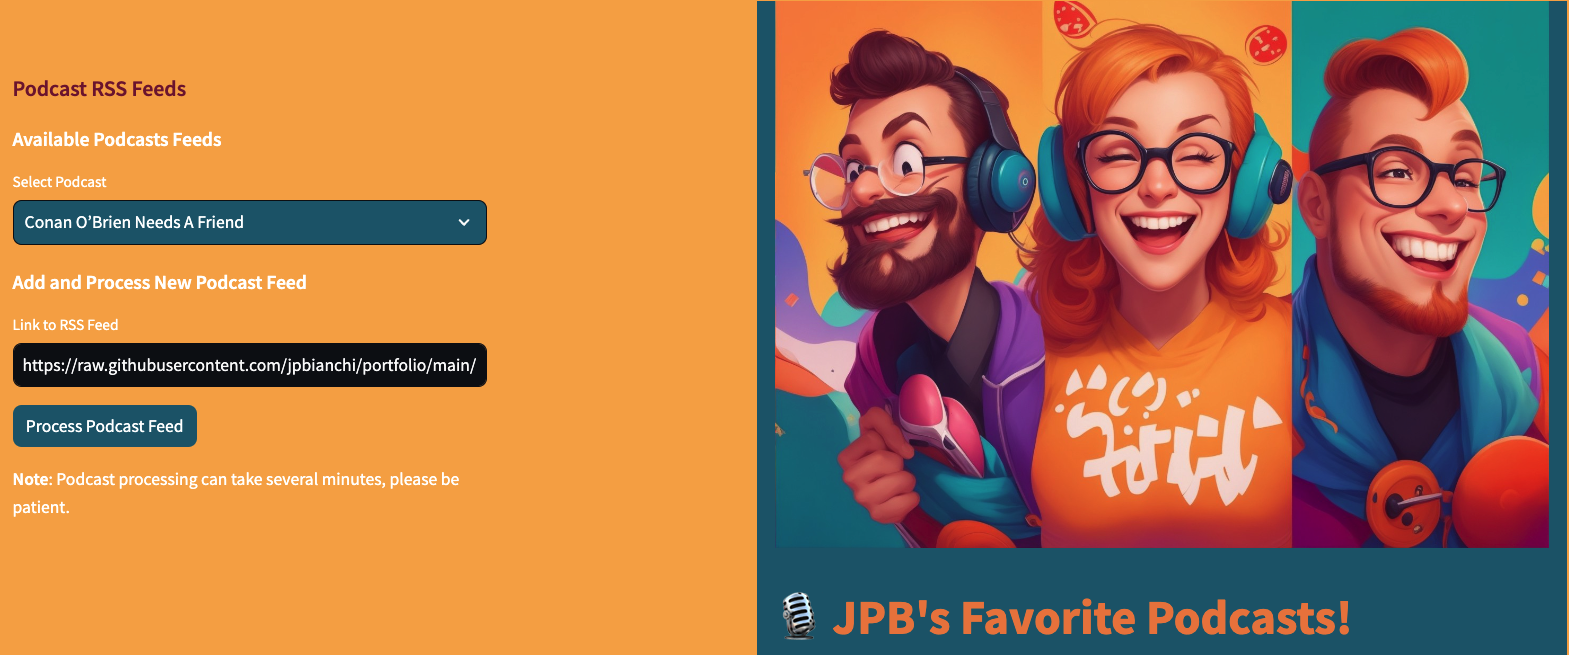 Podcast RSS Feeds
Available Podcasts Feeds
Select Podcast
Conan O’Brien Needs A Friend
Add and Process New Podcast Feed
Link to RSS Feed
https://raw.githubusercontent.com/jpbianchi/portfolio/main/
Process Podcast Feed
Note: Podcast processing can take several minutes, please be
patient.
JPB's Favorite Podcasts!